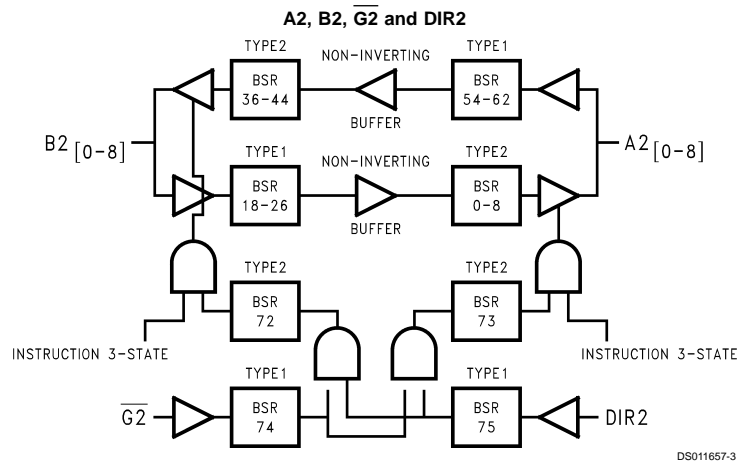 A2, B2, G2 and DIR2
TYPE2
NON-INVERTING
TYPE1
BSR
36-44
BSR
54-62
BUFFER
B2 [0-8]
A2 [0-8]
TYPE1
NON-INVERTING
TYPE2
BSR
18-26
BSR
0-8
BUFFER
TYPE2
TYPE2
BSR
72
BSR
73
INSTRUCTION 3-STATE
INSTRUCTION 3-STATE
TYPE1
TYPE1
G2
BSR
74
BSR
75
DIR2
DS011657-3